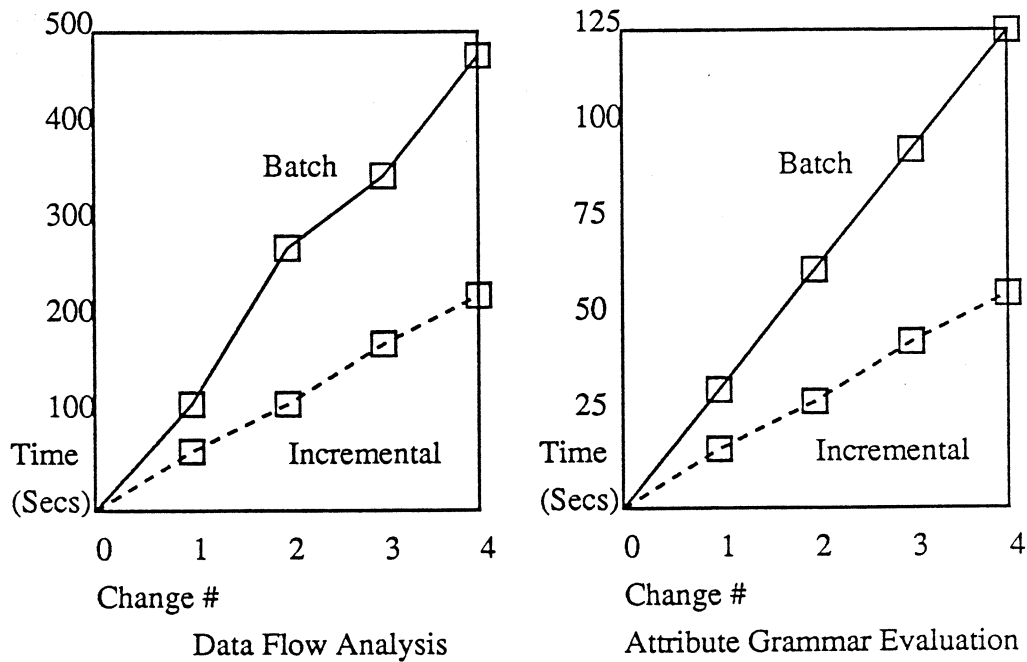 500
400
300
200
100
Time
(Secs)
Batch
Incremental
0 1 2 3 4
Change #
Data Flow Analysis
125
100
75
50
25
Time
(Secs)
Batch
Incremental
0 1 2 3 4
Change #
Attribute Grammar Evaluation